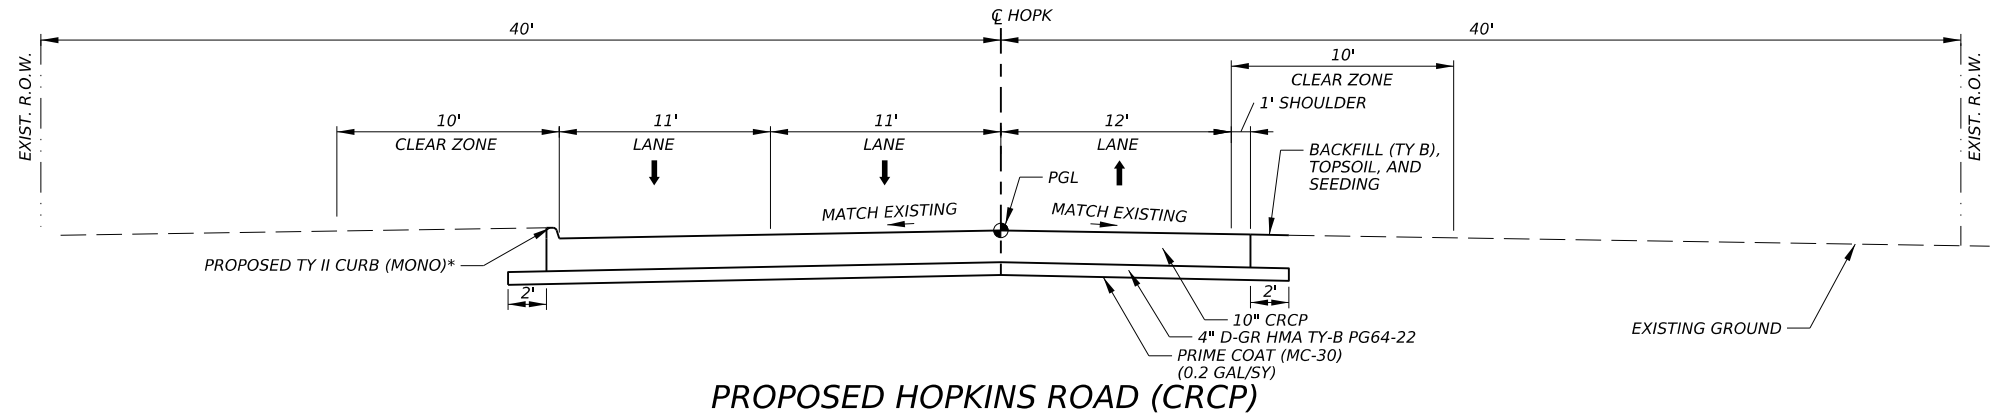 ℄ HOPK
40'
40'
EXIST. R.O.W.
EXIST. R.O.W.
10'
CLEAR ZONE
1' SHOULDER
10'
CLEAR ZONE
11'
LANE
11'
LANE
12'
LANE
BACKFILL (TY B),
TOPSOIL, AND
SEEDING
PGL
MATCH EXISTING
MATCH EXISTING
PROPOSED TY II CURB (MONO)*
2'
2'
10" CRCP
4" D-GR HMA TY-B PG64-22
PRIME COAT (MC-30)
(0.2 GAL/SY)
EXISTING GROUND
PROPOSED HOPKINS ROAD (CRCP)